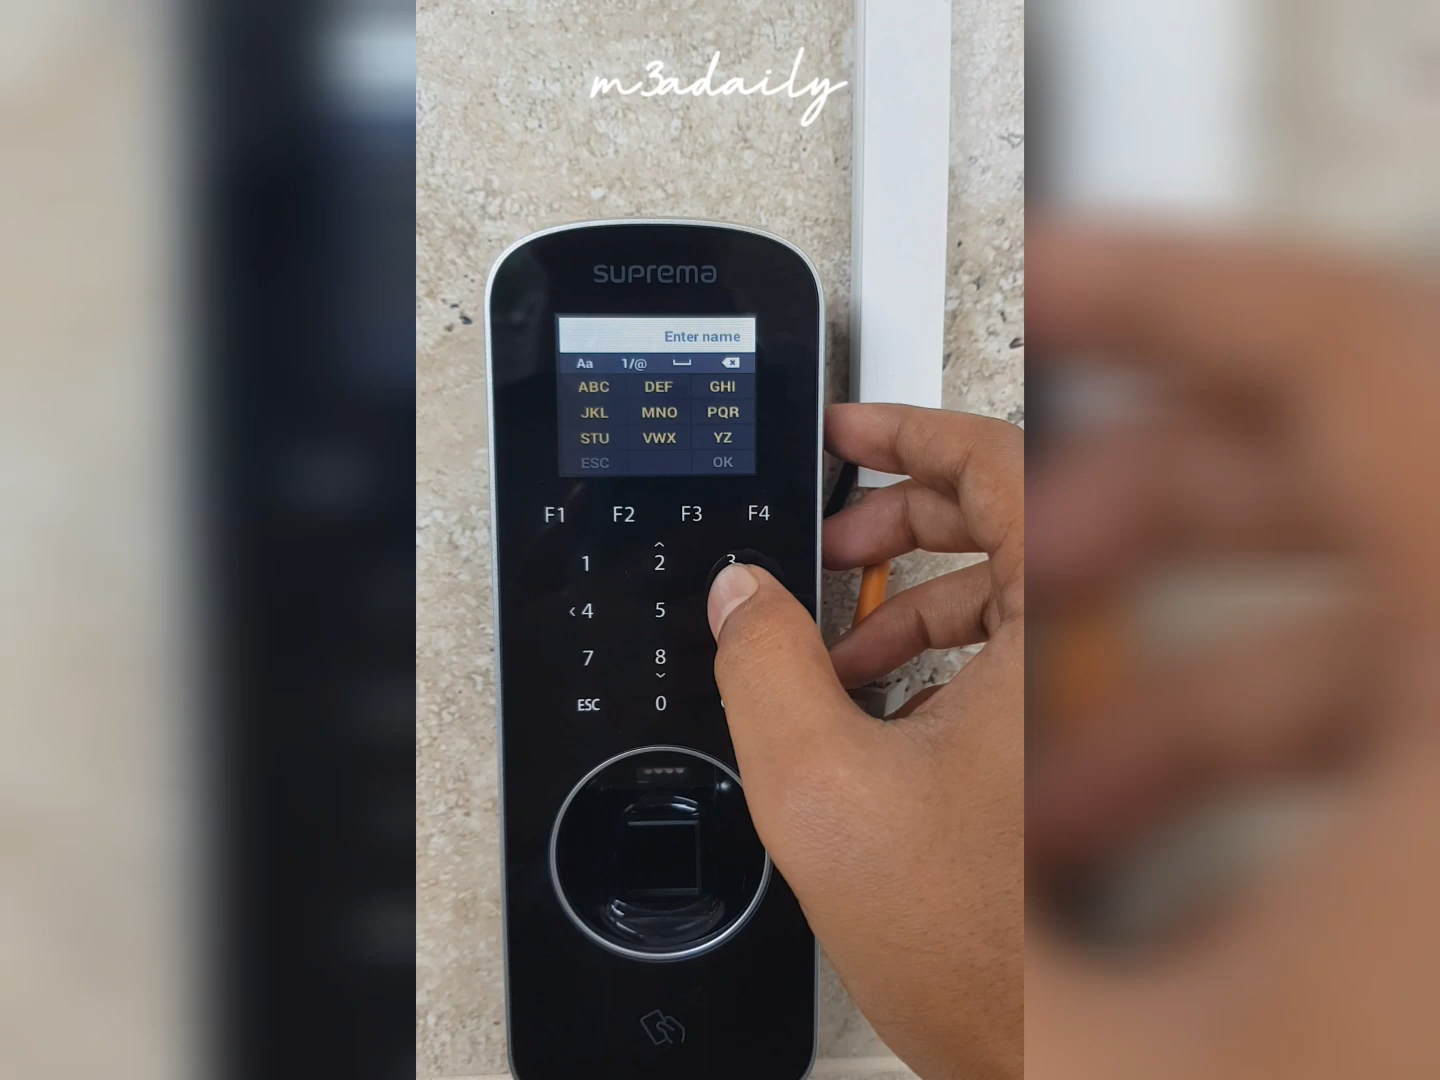 m3adaily
suprema
Enter name
Aa 1/@
ABC DEF GHI
JKL MNO PQR
STU VWX YZ
ESC OK
F1 F2 F3 F4
1 2 3
4 5
7 8
ESC 0